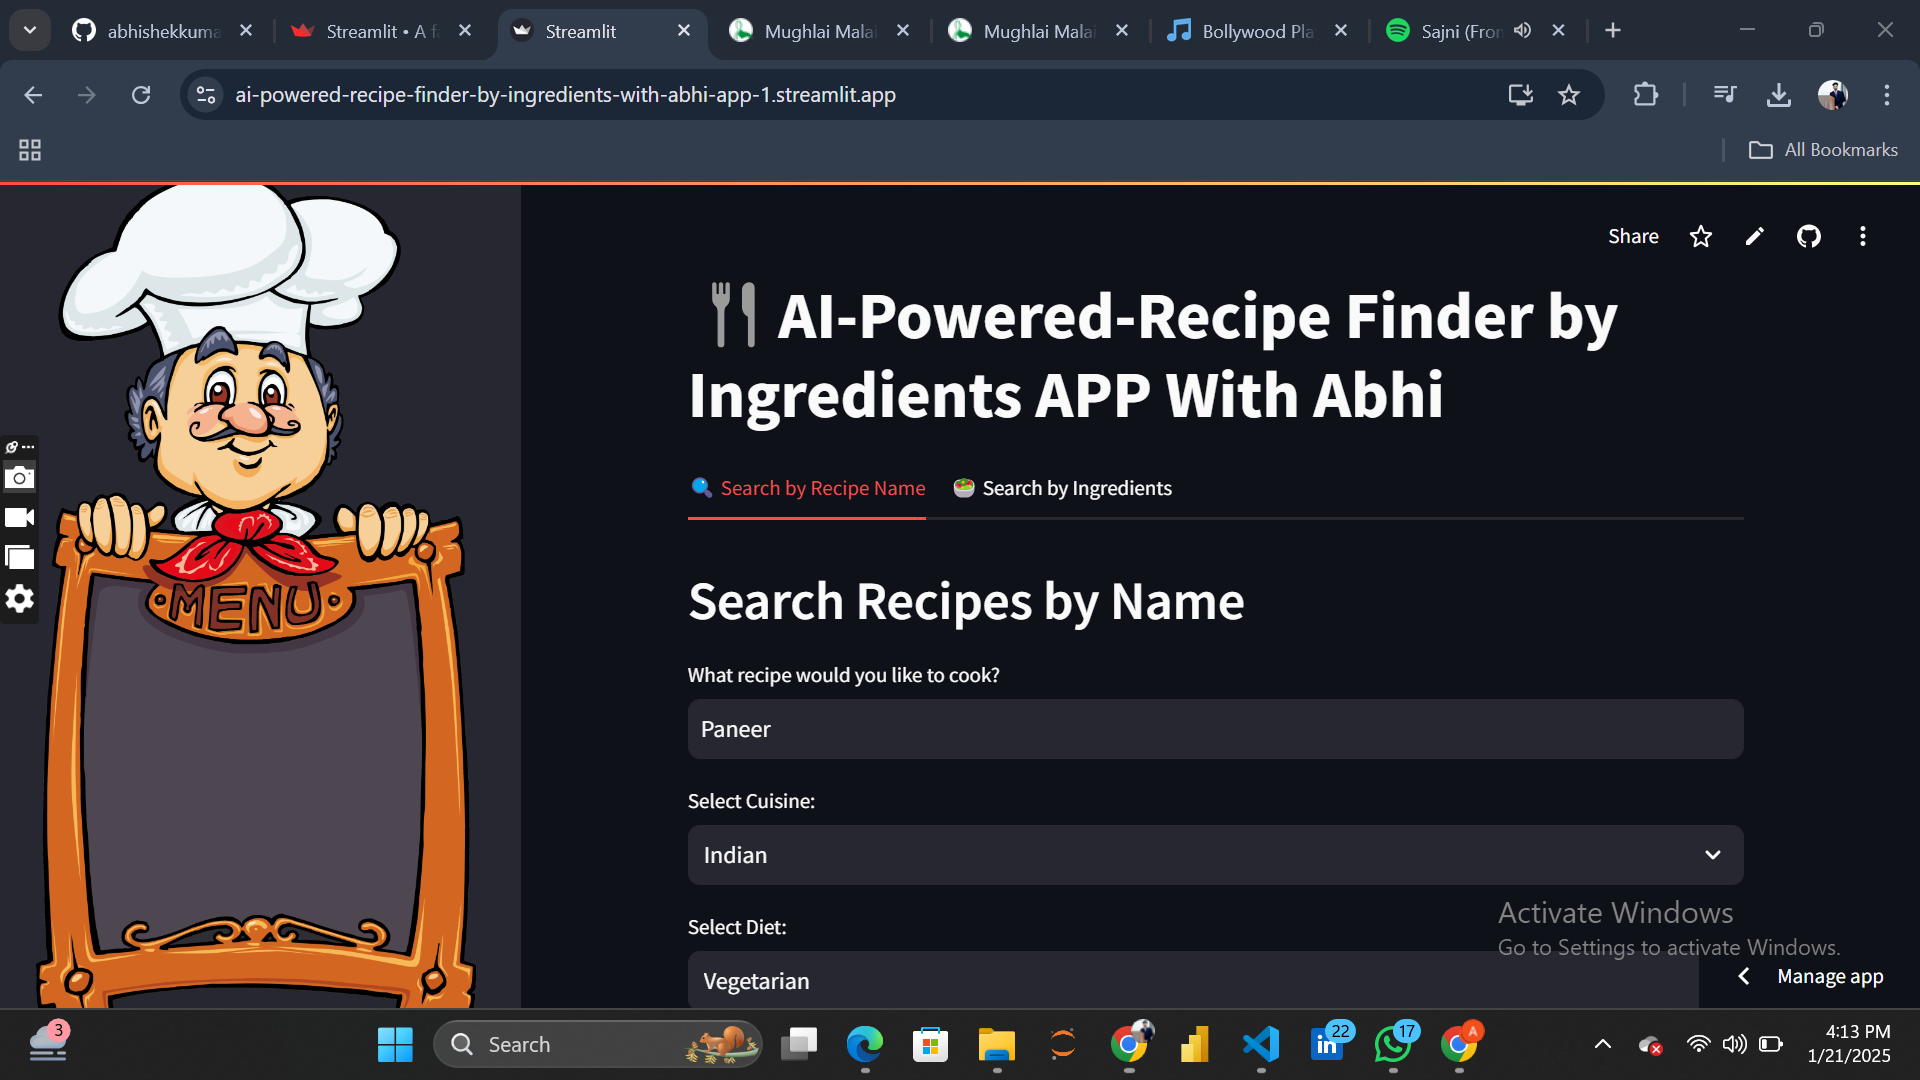 abhishekkuma
Streamlit • A f
Streamlit
Mughlai Malai
Mughlai Malai
Bollywood Pla
Sajni (Fron
ai-powered-recipe-finder-by-ingredients-with-abhi-app-1.streamlit.app
All Bookmarks
Share
AI-Powered-Recipe Finder by
Ingredients APP With Abhi
Search by Recipe Name
Search by Ingredients
MENU
Search Recipes by Name
What recipe would you like to cook?
Paneer
Select Cuisine:
Indian
Select Diet:
Vegetarian
Activate Windows
Go to Settings to activate Windows.
Manage app
3
Search
22
17
A
4:13 PM
1/21/2025